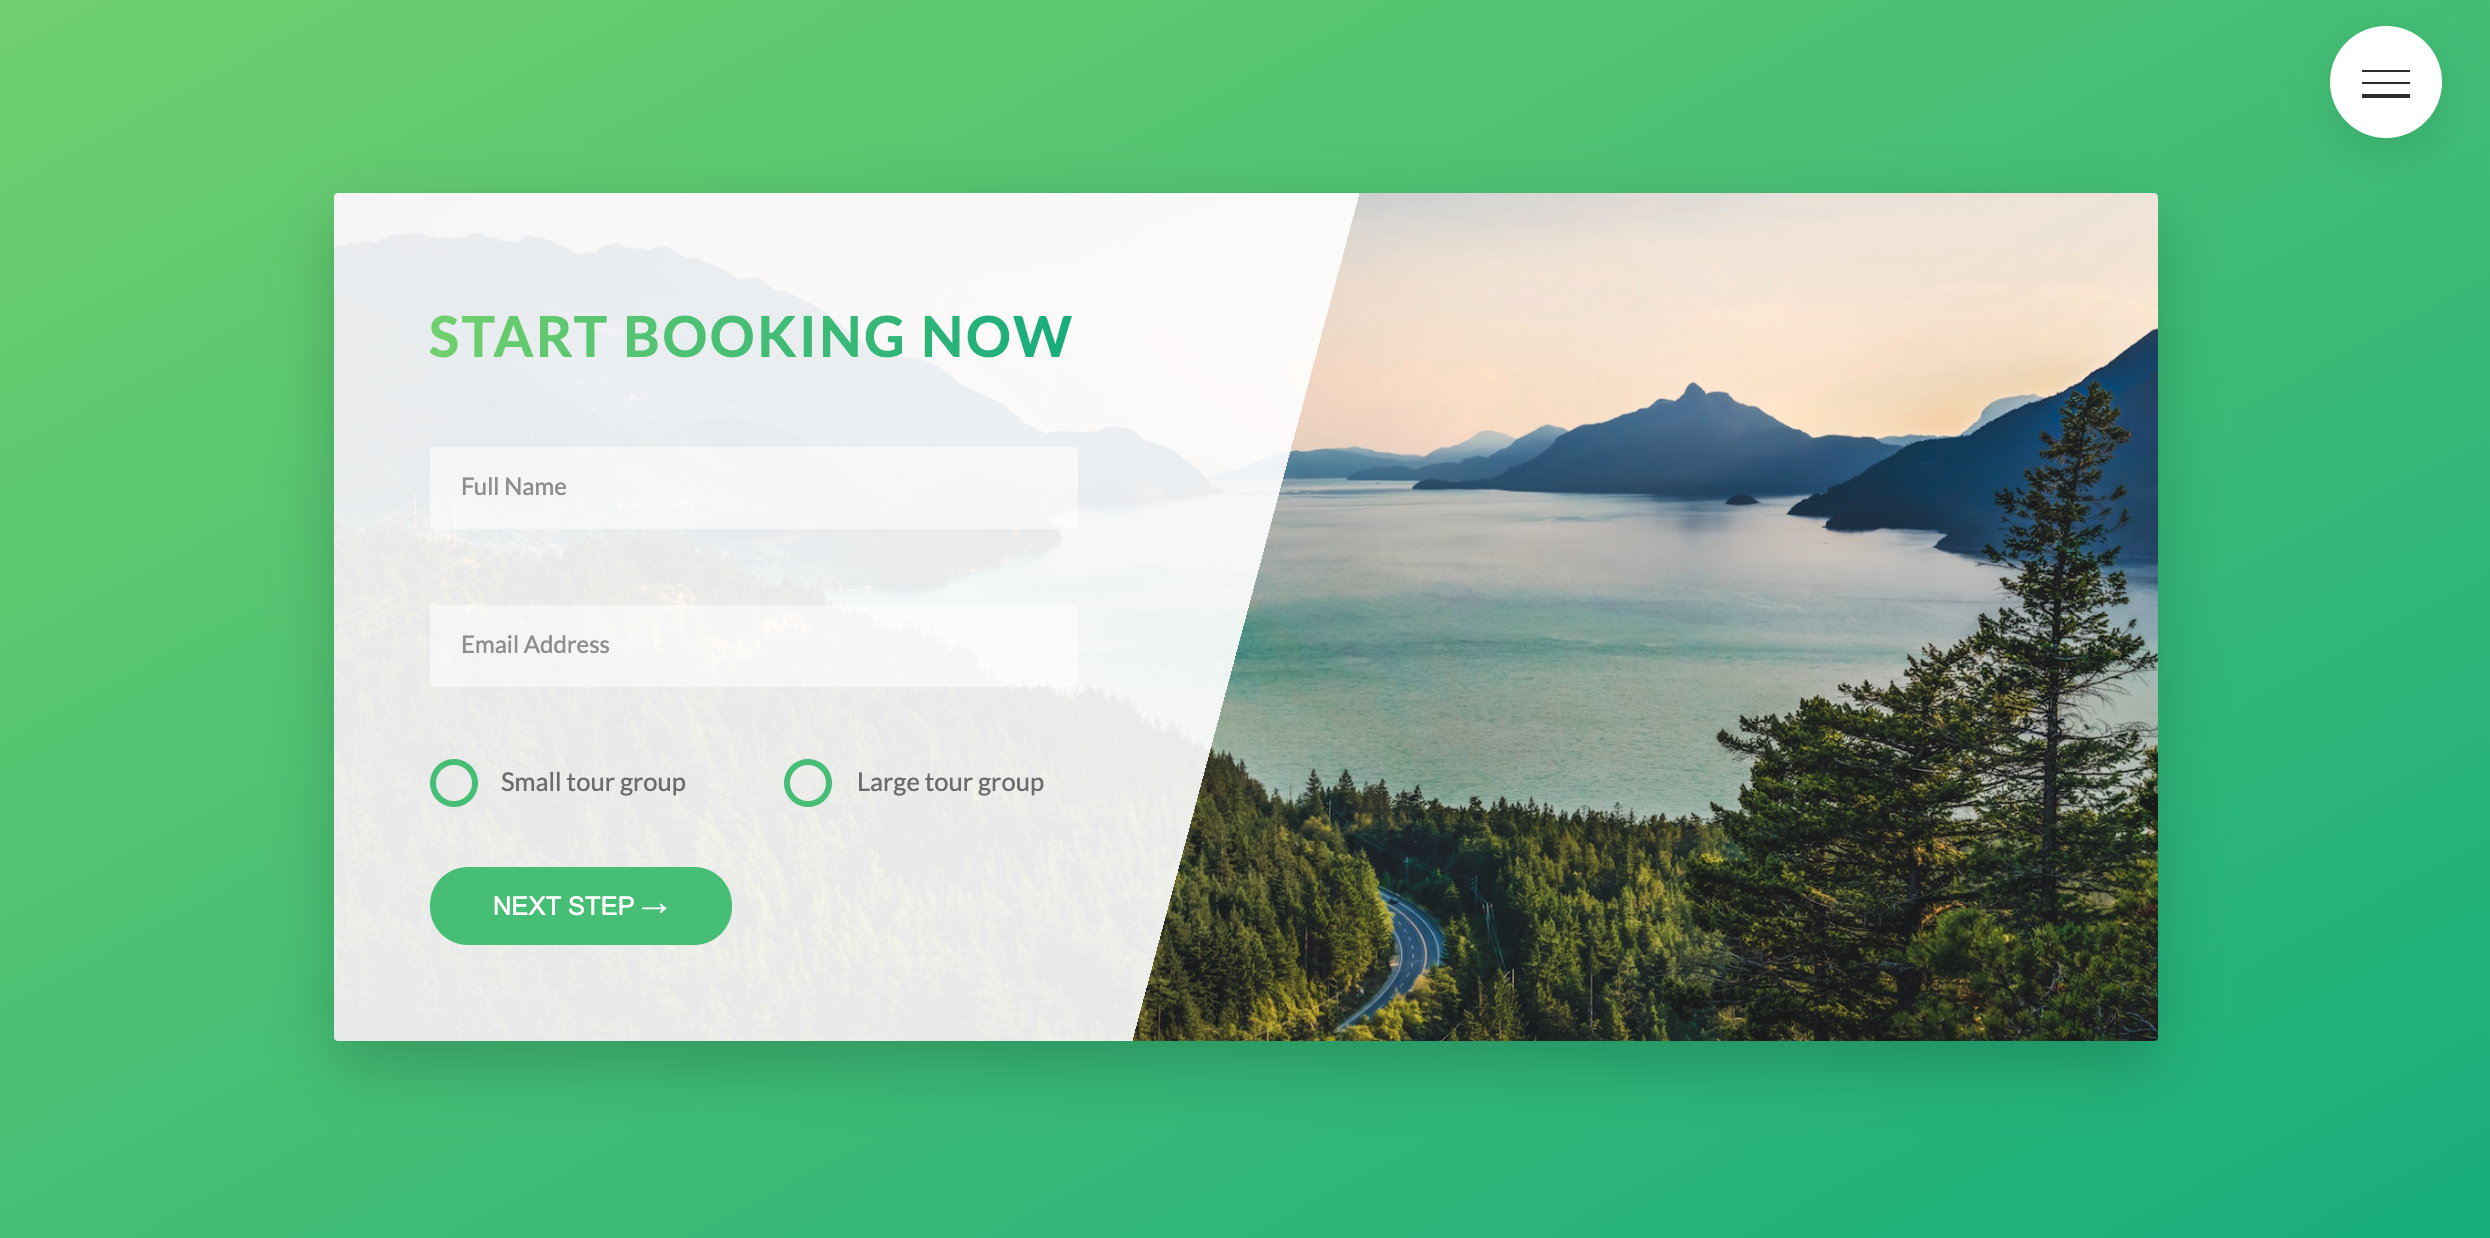 START BOOKING NOW
Full Name
Email Address
Small tour group
Large tour group
NEXT STEP →